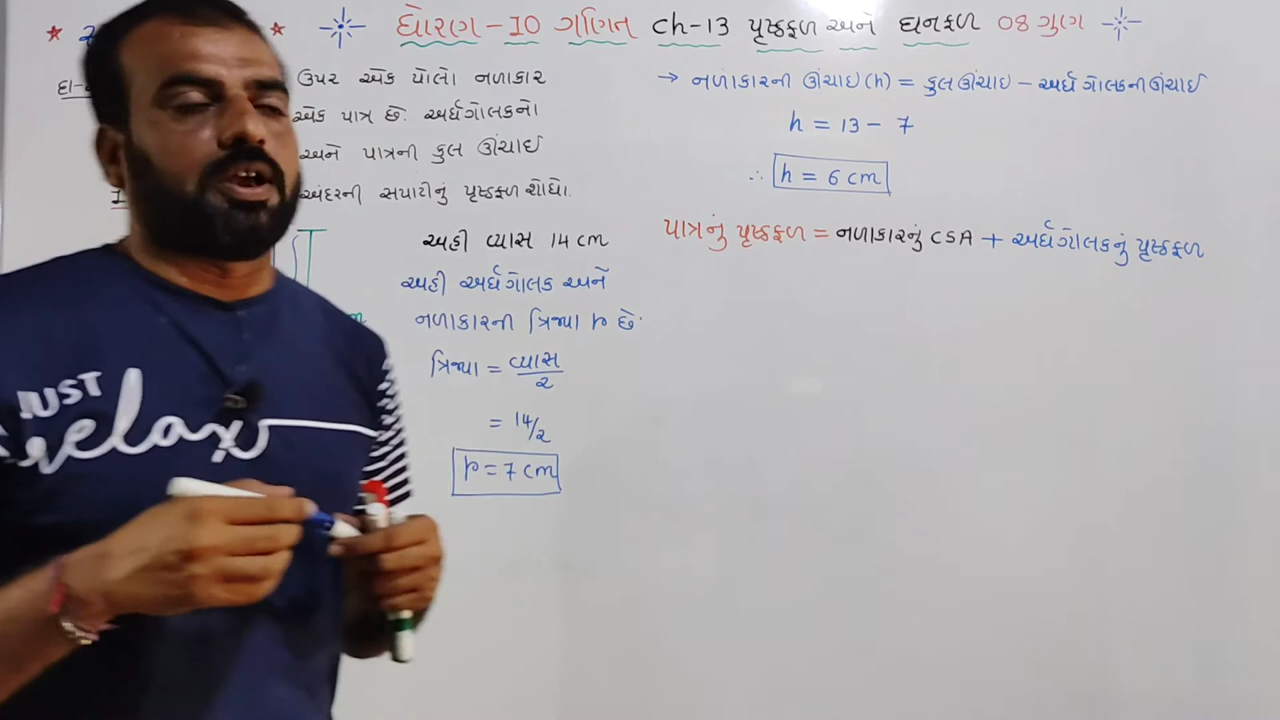 ધોરણ - 10 ગણિત ch-13 પૃષ્ઠફળ અને ઘનફળ 08 ગુણ
ઉપર એક પોલો નળાકાર
એક પાત્ર છે. અર્ધગોલકનો
અને પાત્રની કુલ ઊંચાઈ
અંદરની સપાટીનું પૃષ્ઠફળ શોધો.
અહી વ્યાસ 14 cm
અહી અર્ધગોલક અને
નળાકારની ત્રિજ્યા r છે.
ત્રિજ્યા = વ્યાસ/2
= 14/2
r = 7 cm
→ નળાકારની ઊંચાઇ (h) = કુલ ઊંચાઇ - અર્ધગોલકની ઊંચાઇ
h = 13 - 7
∴ h = 6 cm
પાત્રનું પૃષ્ઠફળ = નળાકારનું CSA + અર્ધગોલકનું પૃષ્ઠફળ
JUST
relax